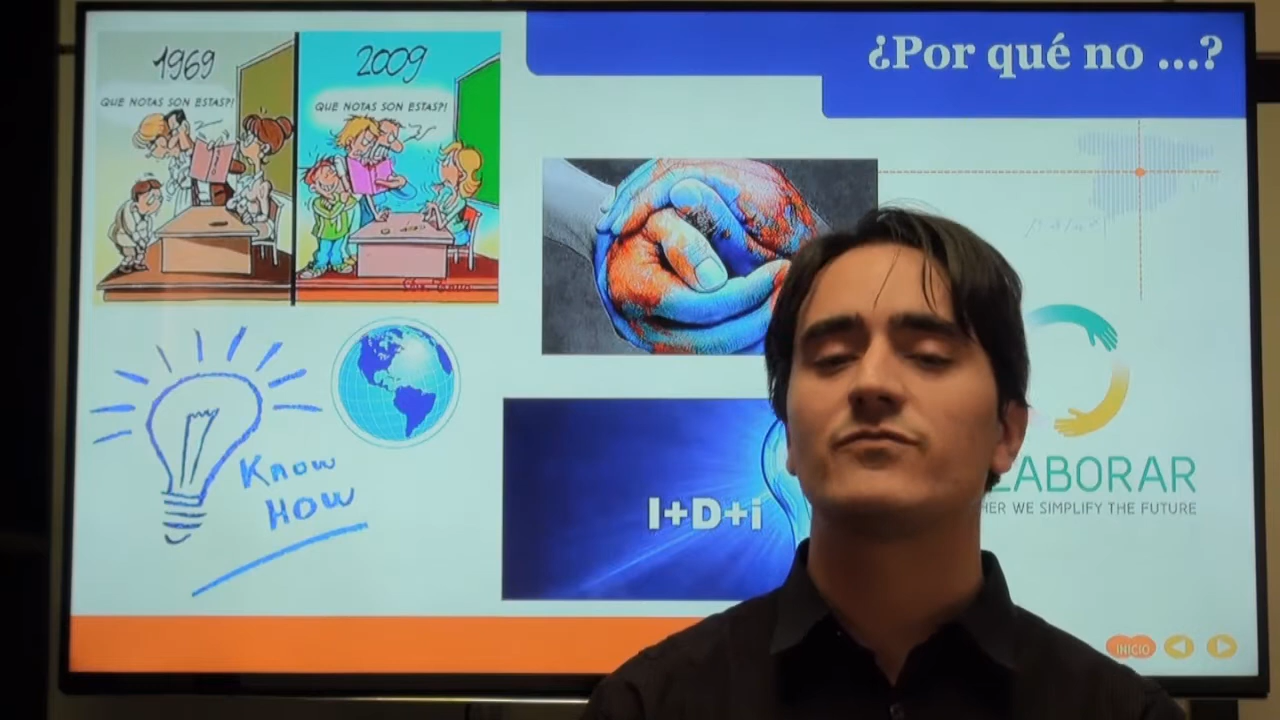 1969
2009
QUE NOTAS SON ESTAS?!
QUE NOTAS SON ESTAS?!
¿Por qué no ...?
Know
How
I+D+i
LABORAR
HER WE SIMPLIFY THE FUTURE
INICIO